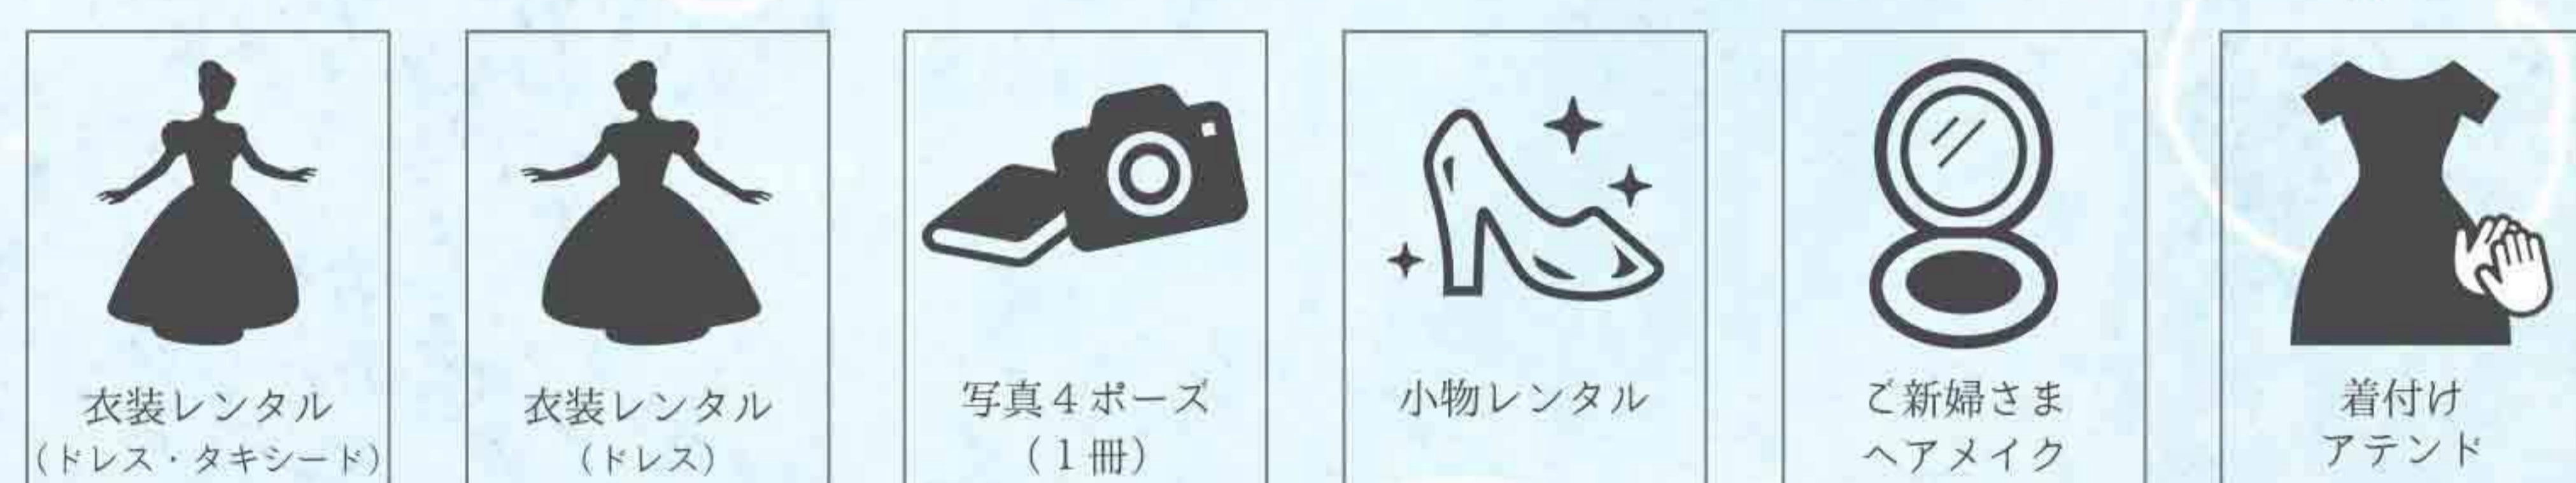 衣装レンタル
（ドレス・タキシード）
衣装レンタル
（ドレス）
写真４ポーズ
（１冊）
小物レンタル
ご新婦さま
ヘアメイク
着付け
アテンド